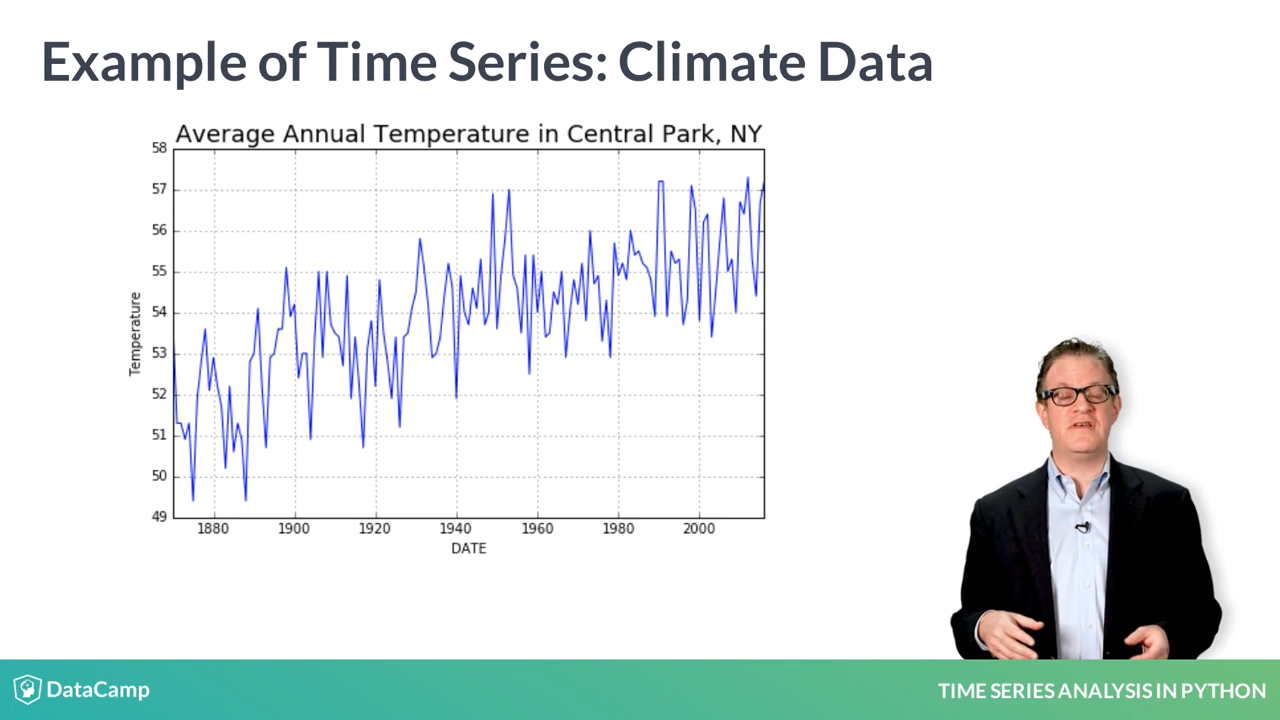 Example of Time Series: Climate Data
Average Annual Temperature in Central Park, NY
58
57
56
55
54
53
52
51
50
49
Temperature
1880 1900 1920 1940 1960 1980 2000
DATE
DataCamp
TIME SERIES ANALYSIS IN PYTHON